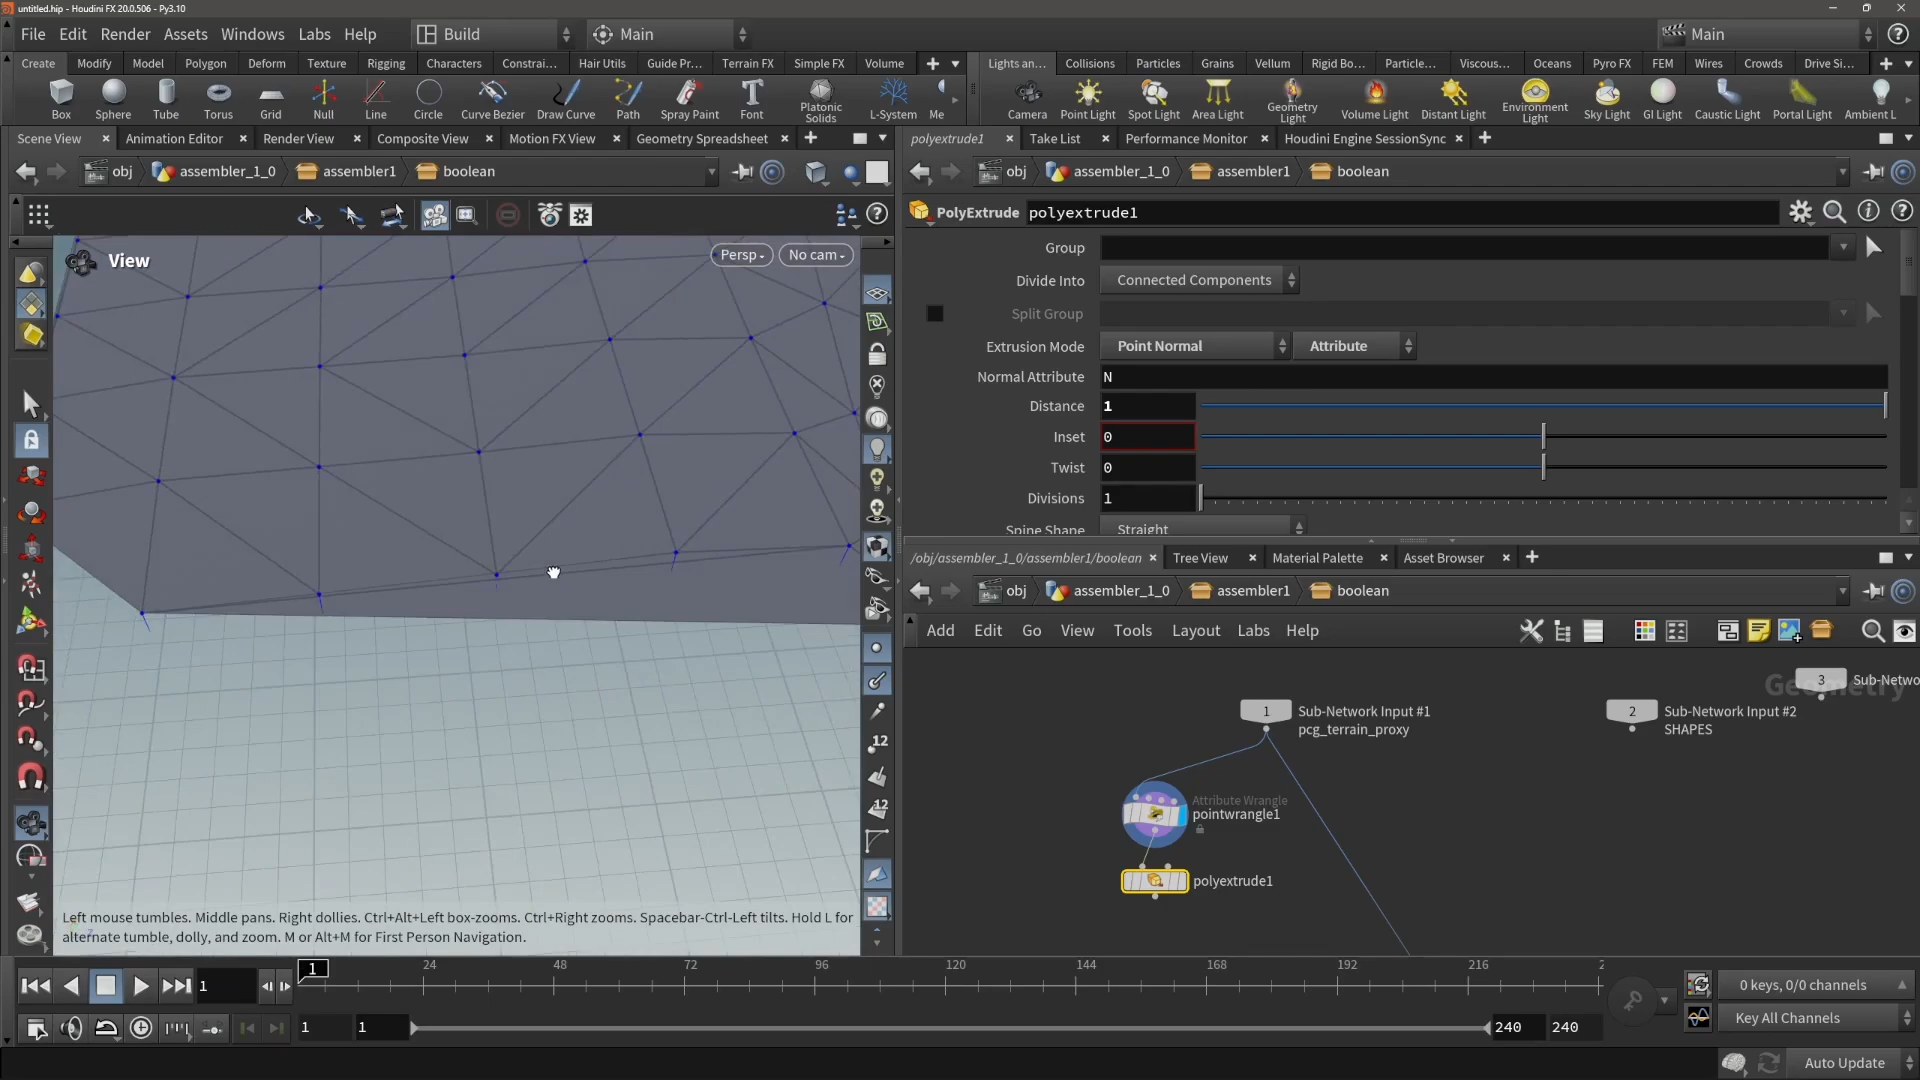 untitled.hip - Houdini FX 20.0.506 - Py3.10
File Edit Render Assets Windows Labs Help Build Main Main
Create Modify Model Polygon Deform Texture Rigging Characters Constrai... Hair Utils Guide Pr... Terrain FX Simple FX Volume
Box Sphere Tube Torus Grid Null Line Circle Curve Bezier Draw Curve Path Spray Paint Font Platonic Solids L-System Me
Lights an... Collisions Particles Grains Vellum Rigid Bo... Particle... Viscous... Oceans Pyro FX FEM Wires Crowds Drive Si...
Camera Point Light Spot Light Area Light Geometry Light Volume Light Distant Light Environment Light Sky Light GI Light Caustic Light Portal Light Ambient L
Scene View Animation Editor Render View Composite View Motion FX View Geometry Spreadsheet
obj assembler_1_0 assembler1 boolean
View
Persp No cam
12
12
Left mouse tumbles. Middle pans. Right dollies. Ctrl+Alt+Left box-zooms. Ctrl+Right zooms. Spacebar-Ctrl-Left tilts. Hold L for
alternate tumble, dolly, and zoom. M or Alt+M for First Person Navigation.
polyextrude1 Take List Performance Monitor Houdini Engine SessionSync
obj assembler_1_0 assembler1 boolean
PolyExtrude polyextrude1
Group
Divide Into Connected Components
Split Group
Extrusion Mode Point Normal Attribute
Normal Attribute N
Distance 1
Inset 0
Twist 0
Divisions 1
Spine Shape Straight
/obj/assembler_1_0/assembler1/boolean Tree View Material Palette Asset Browser
obj assembler_1_0 assembler1 boolean
Add Edit Go View Tools Layout Labs Help
Geometry
3 Sub-Netwo
1 Sub-Network Input #1
pcg_terrain_proxy
2 Sub-Network Input #2
SHAPES
Attribute Wrangle
pointwrangle1
polyextrude1
1 1 24 48 72 96 120 144 168 192 216 2
0 keys, 0/0 channels
1 1 240 240
Key All Channels
Auto Update